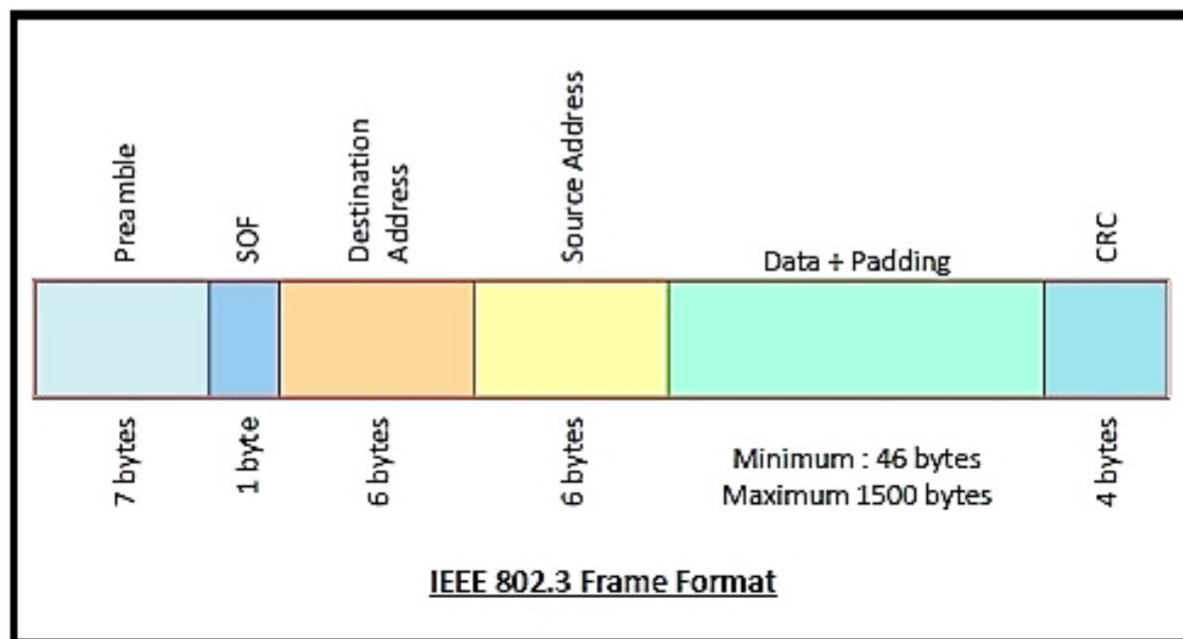 Preamble
SOF
Destination
Address
Source Address
Data + Padding
CRC
7 bytes
1 byte
6 bytes
6 bytes
Minimum : 46 bytes
Maximum 1500 bytes
4 bytes
IEEE 802.3 Frame Format